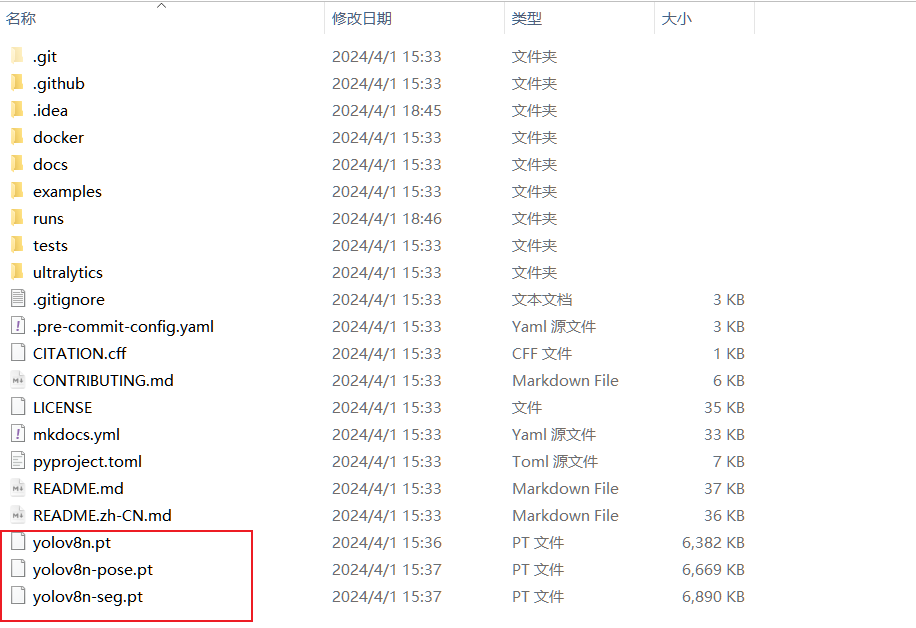 名称 修改日期 类型 大小
.git 2024/4/1 15:33 文件夹
.github 2024/4/1 15:33 文件夹
.idea 2024/4/1 18:45 文件夹
docker 2024/4/1 15:33 文件夹
docs 2024/4/1 15:33 文件夹
examples 2024/4/1 15:33 文件夹
runs 2024/4/1 18:46 文件夹
tests 2024/4/1 15:33 文件夹
ultralytics 2024/4/1 15:33 文件夹
.gitignore 2024/4/1 15:33 文本文档 3 KB
.pre-commit-config.yaml 2024/4/1 15:33 Yaml 源文件 3 KB
CITATION.cff 2024/4/1 15:33 CFF 文件 1 KB
CONTRIBUTING.md 2024/4/1 15:33 Markdown File 6 KB
LICENSE 2024/4/1 15:33 文件 35 KB
mkdocs.yml 2024/4/1 15:33 Yaml 源文件 33 KB
pyproject.toml 2024/4/1 15:33 Toml 源文件 7 KB
README.md 2024/4/1 15:33 Markdown File 37 KB
README.zh-CN.md 2024/4/1 15:33 Markdown File 36 KB
yolov8n.pt 2024/4/1 15:36 PT 文件 6,382 KB
yolov8n-pose.pt 2024/4/1 15:37 PT 文件 6,669 KB
yolov8n-seg.pt 2024/4/1 15:37 PT 文件 6,890 KB